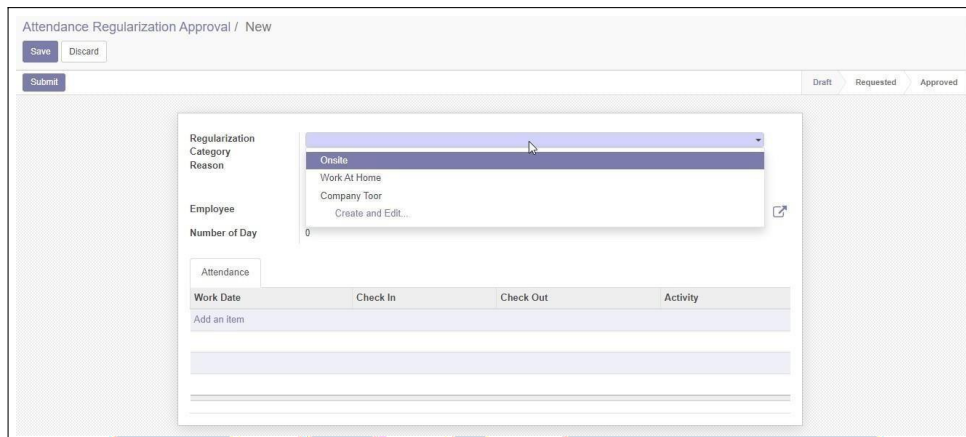 Attendance Regularization Approval / New
Save Discard
Submit Draft Requested Approved
Regularization
Category
Reason
Onsite
Work At Home
Company Toor
Create and Edit...
Employee
Number of Day 0
Attendance
Work Date Check In Check Out Activity
Add an item